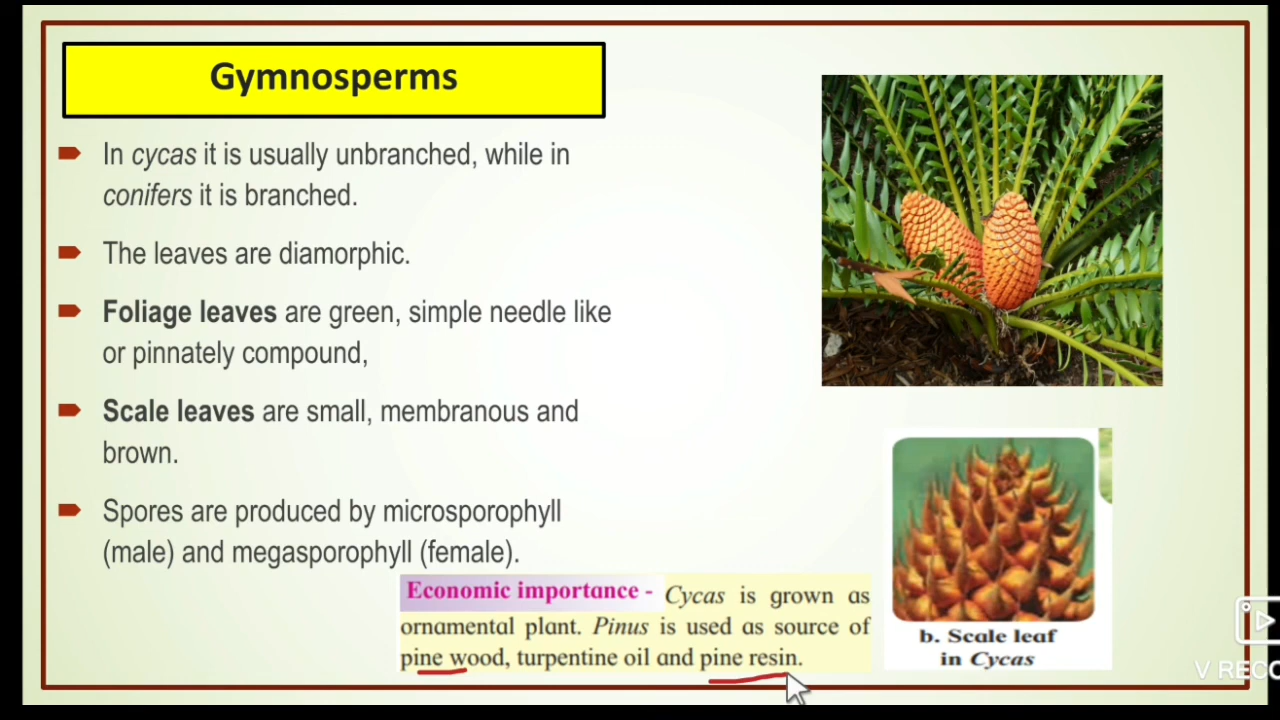 Gymnosperms
In cycas it is usually unbranched, while in
conifers it is branched.
The leaves are diamorphic.
Foliage leaves are green, simple needle like
or pinnately compound,
Scale leaves are small, membranous and
brown.
Spores are produced by microsporophyll
(male) and megasporophyll (female).
Economic importance - Cycas is grown as
ornamental plant. Pinus is used as source of
pine wood, turpentine oil and pine resin.
b. Scale leaf
in Cycas
V RECO